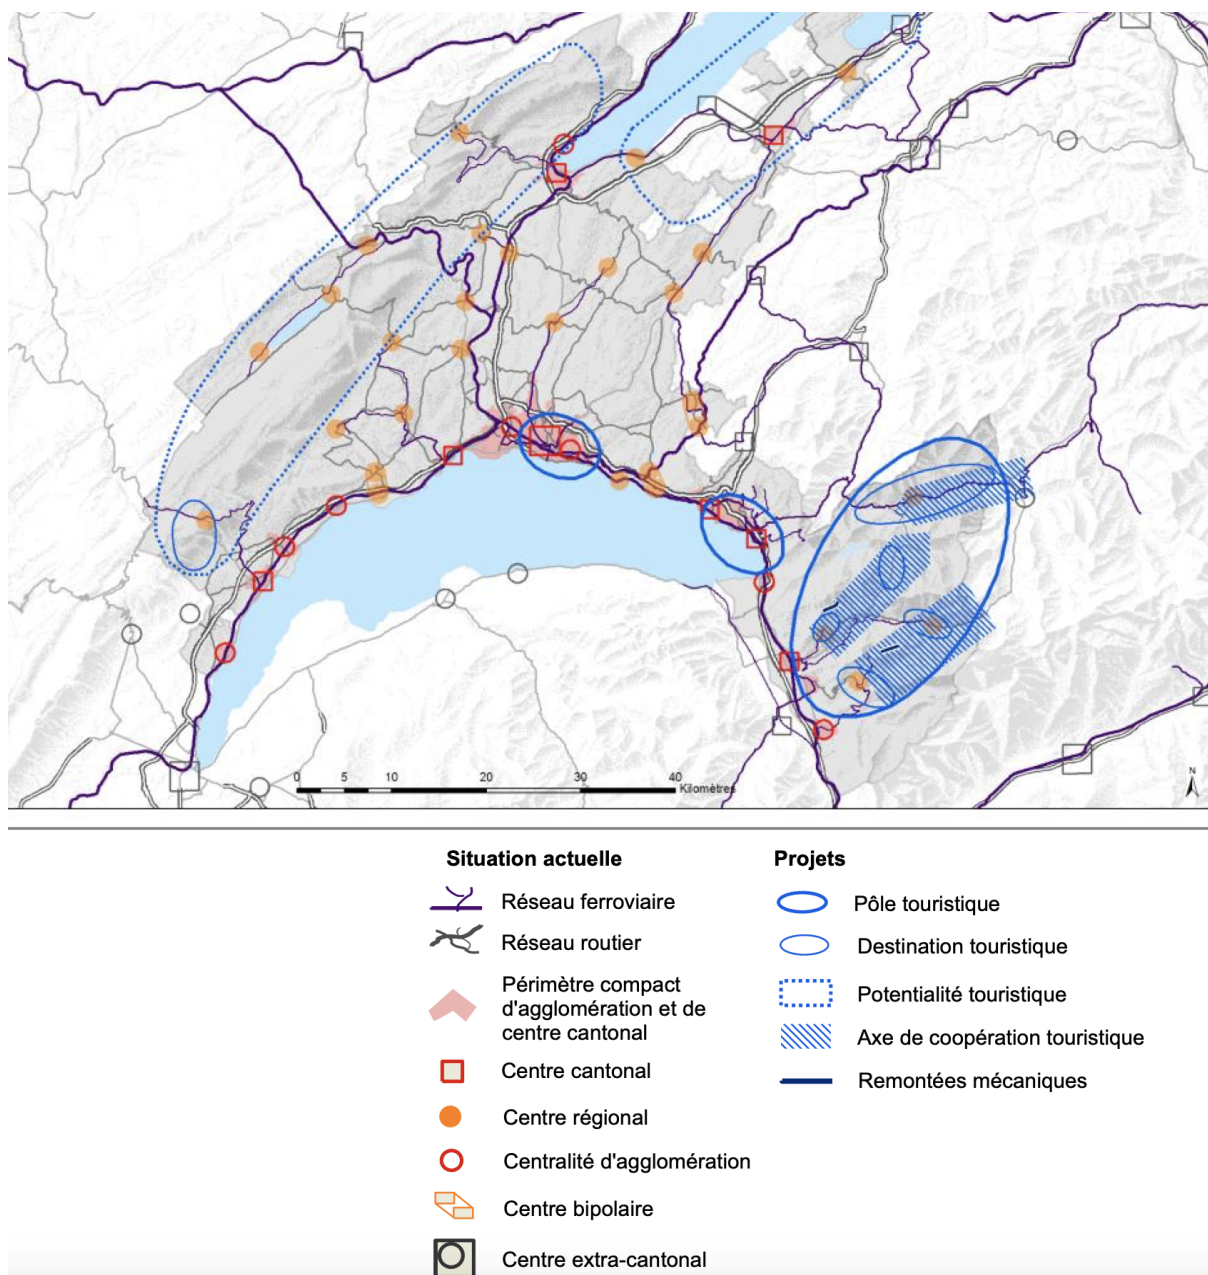 N
0 5 10 20 30 40
Kilomètres
Situation actuelle
Réseau ferroviaire
Réseau routier
Périmètre compact
d'agglomération et de
centre cantonal
Centre cantonal
Centre régional
Centralité d'agglomération
Centre bipolaire
Centre extra-cantonal
Projets
Pôle touristique
Destination touristique
Potentialité touristique
Axe de coopération touristique
Remontées mécaniques